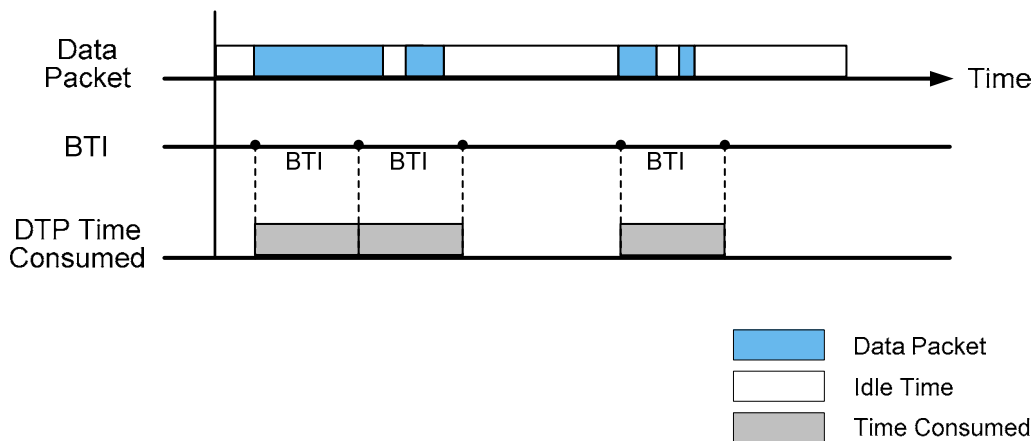 Data
Packet
Time
BTI
BTI
BTI
BTI
DTP Time
Consumed
Data Packet
Idle Time
Time Consumed